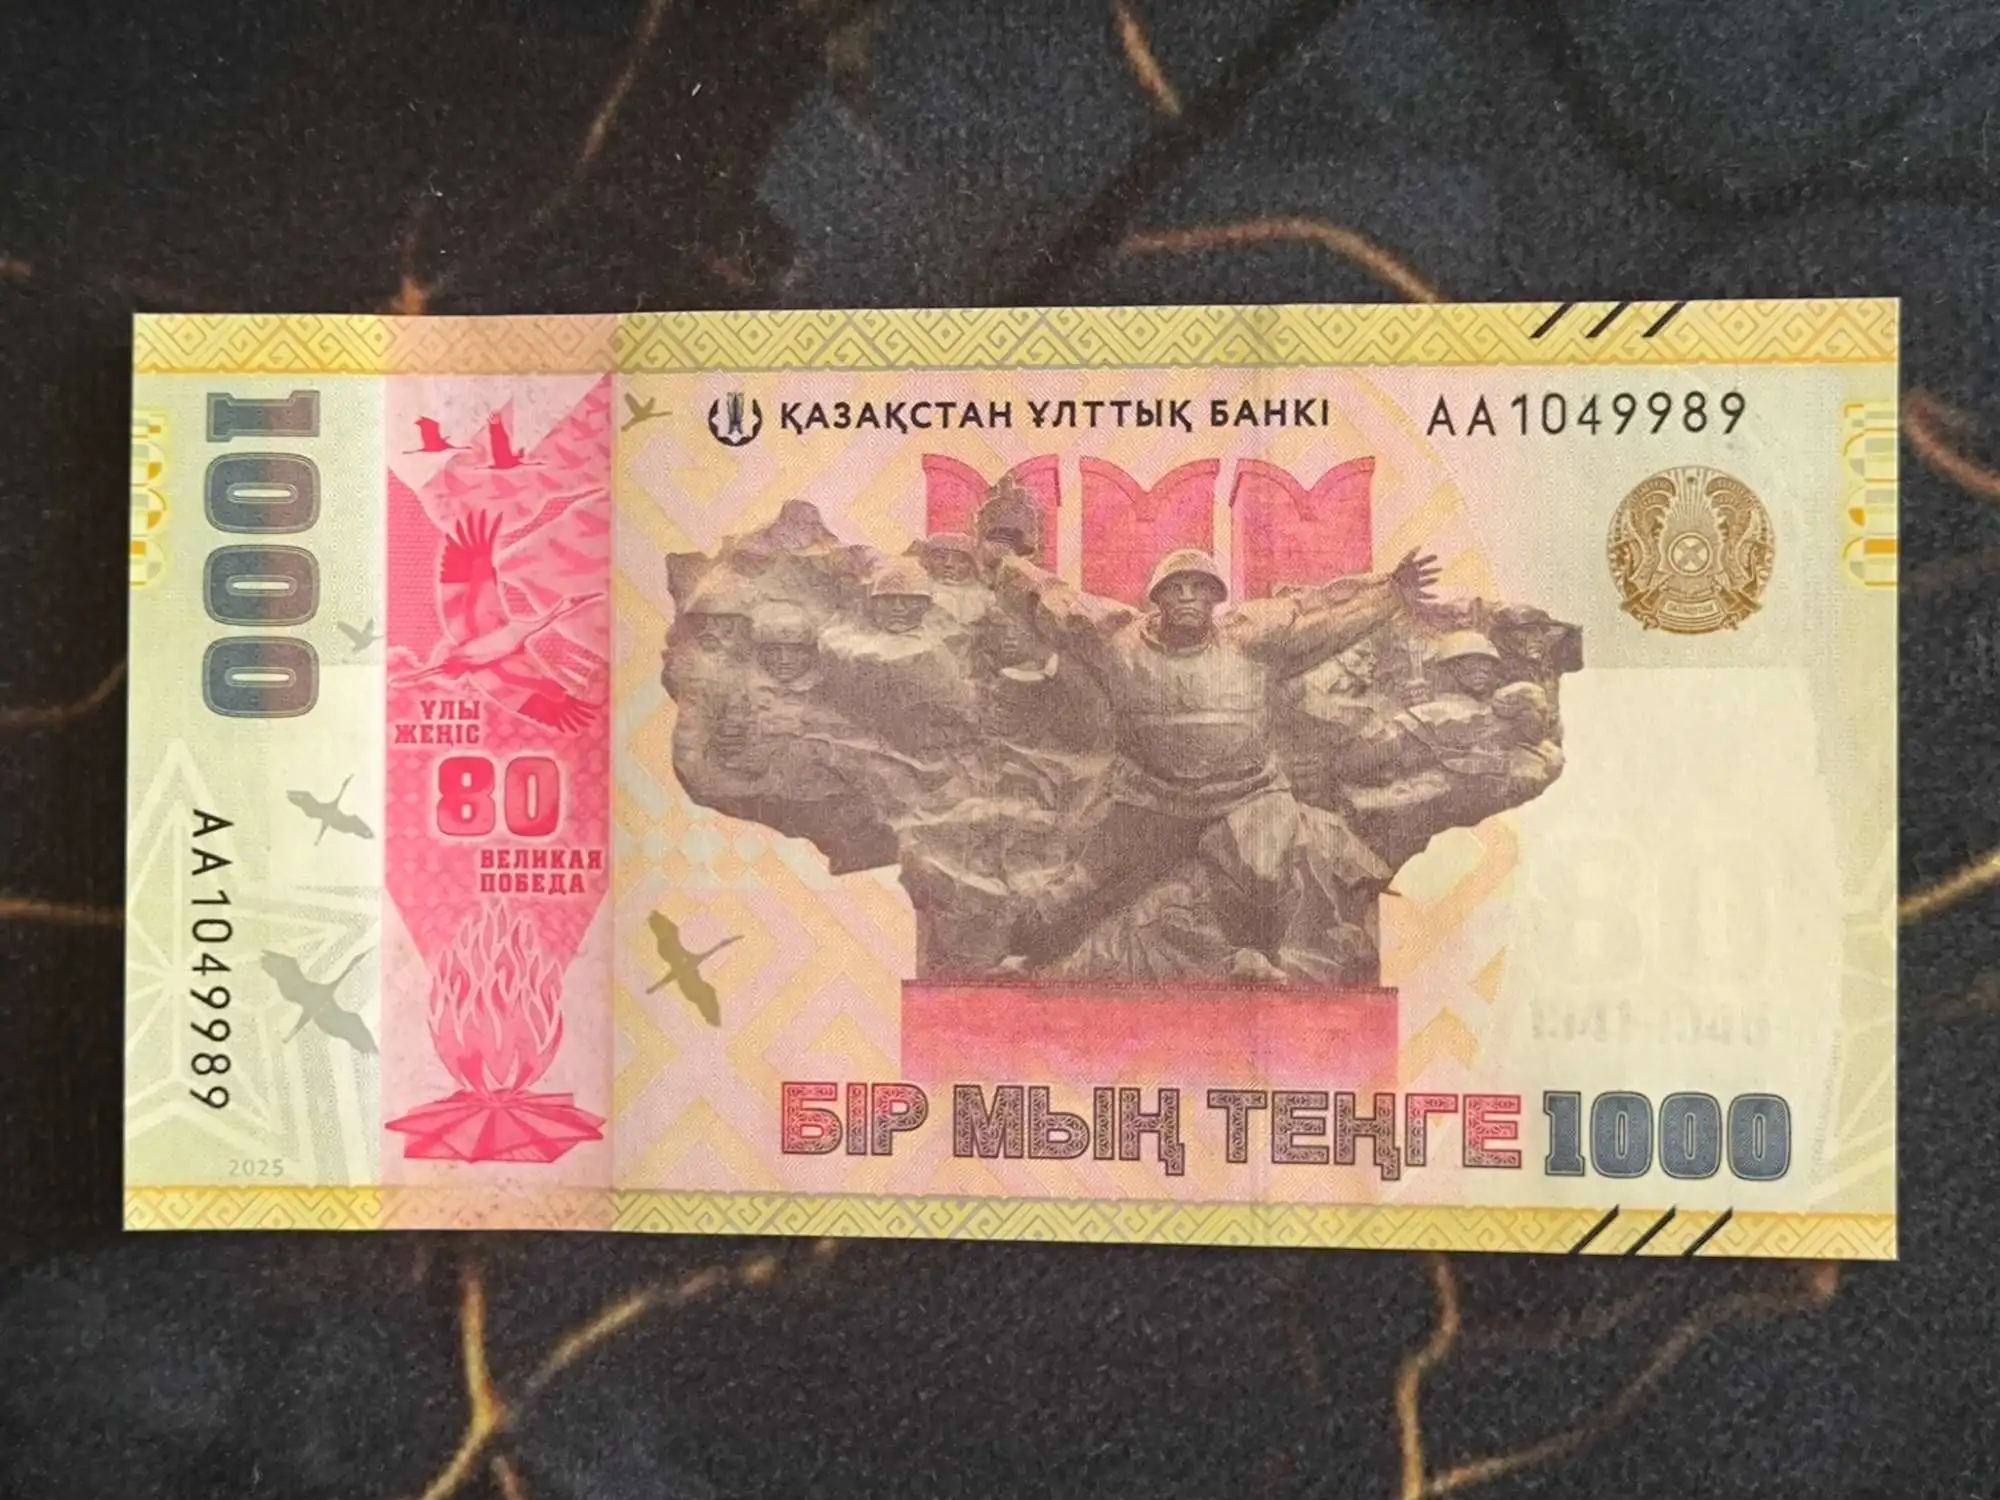 1000
ҚАЗАҚСТАН ҰЛТТЫҚ БАНКІ
АА1049989
ҰЛЫ
ЖЕҢІС
80
ВЕЛИКАЯ
ПОБЕДА
АА1049989
2025
БІР МЫҢ ТЕҢГЕ 1000